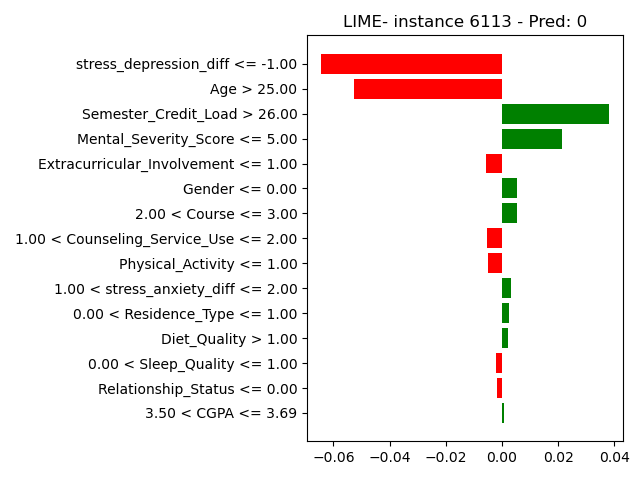 LIME- instance 6113 - Pred: 0
stress_depression_diff <= -1.00
Age > 25.00
Semester_Credit_Load > 26.00
Mental_Severity_Score <= 5.00
Extracurricular_Involvement <= 1.00
Gender <= 0.00
2.00 < Course <= 3.00
1.00 < Counseling_Service_Use <= 2.00
Physical_Activity <= 1.00
1.00 < stress_anxiety_diff <= 2.00
0.00 < Residence_Type <= 1.00
Diet_Quality > 1.00
0.00 < Sleep_Quality <= 1.00
Relationship_Status <= 0.00
3.50 < CGPA <= 3.69
−0.06 −0.04 −0.02 0.00 0.02 0.04